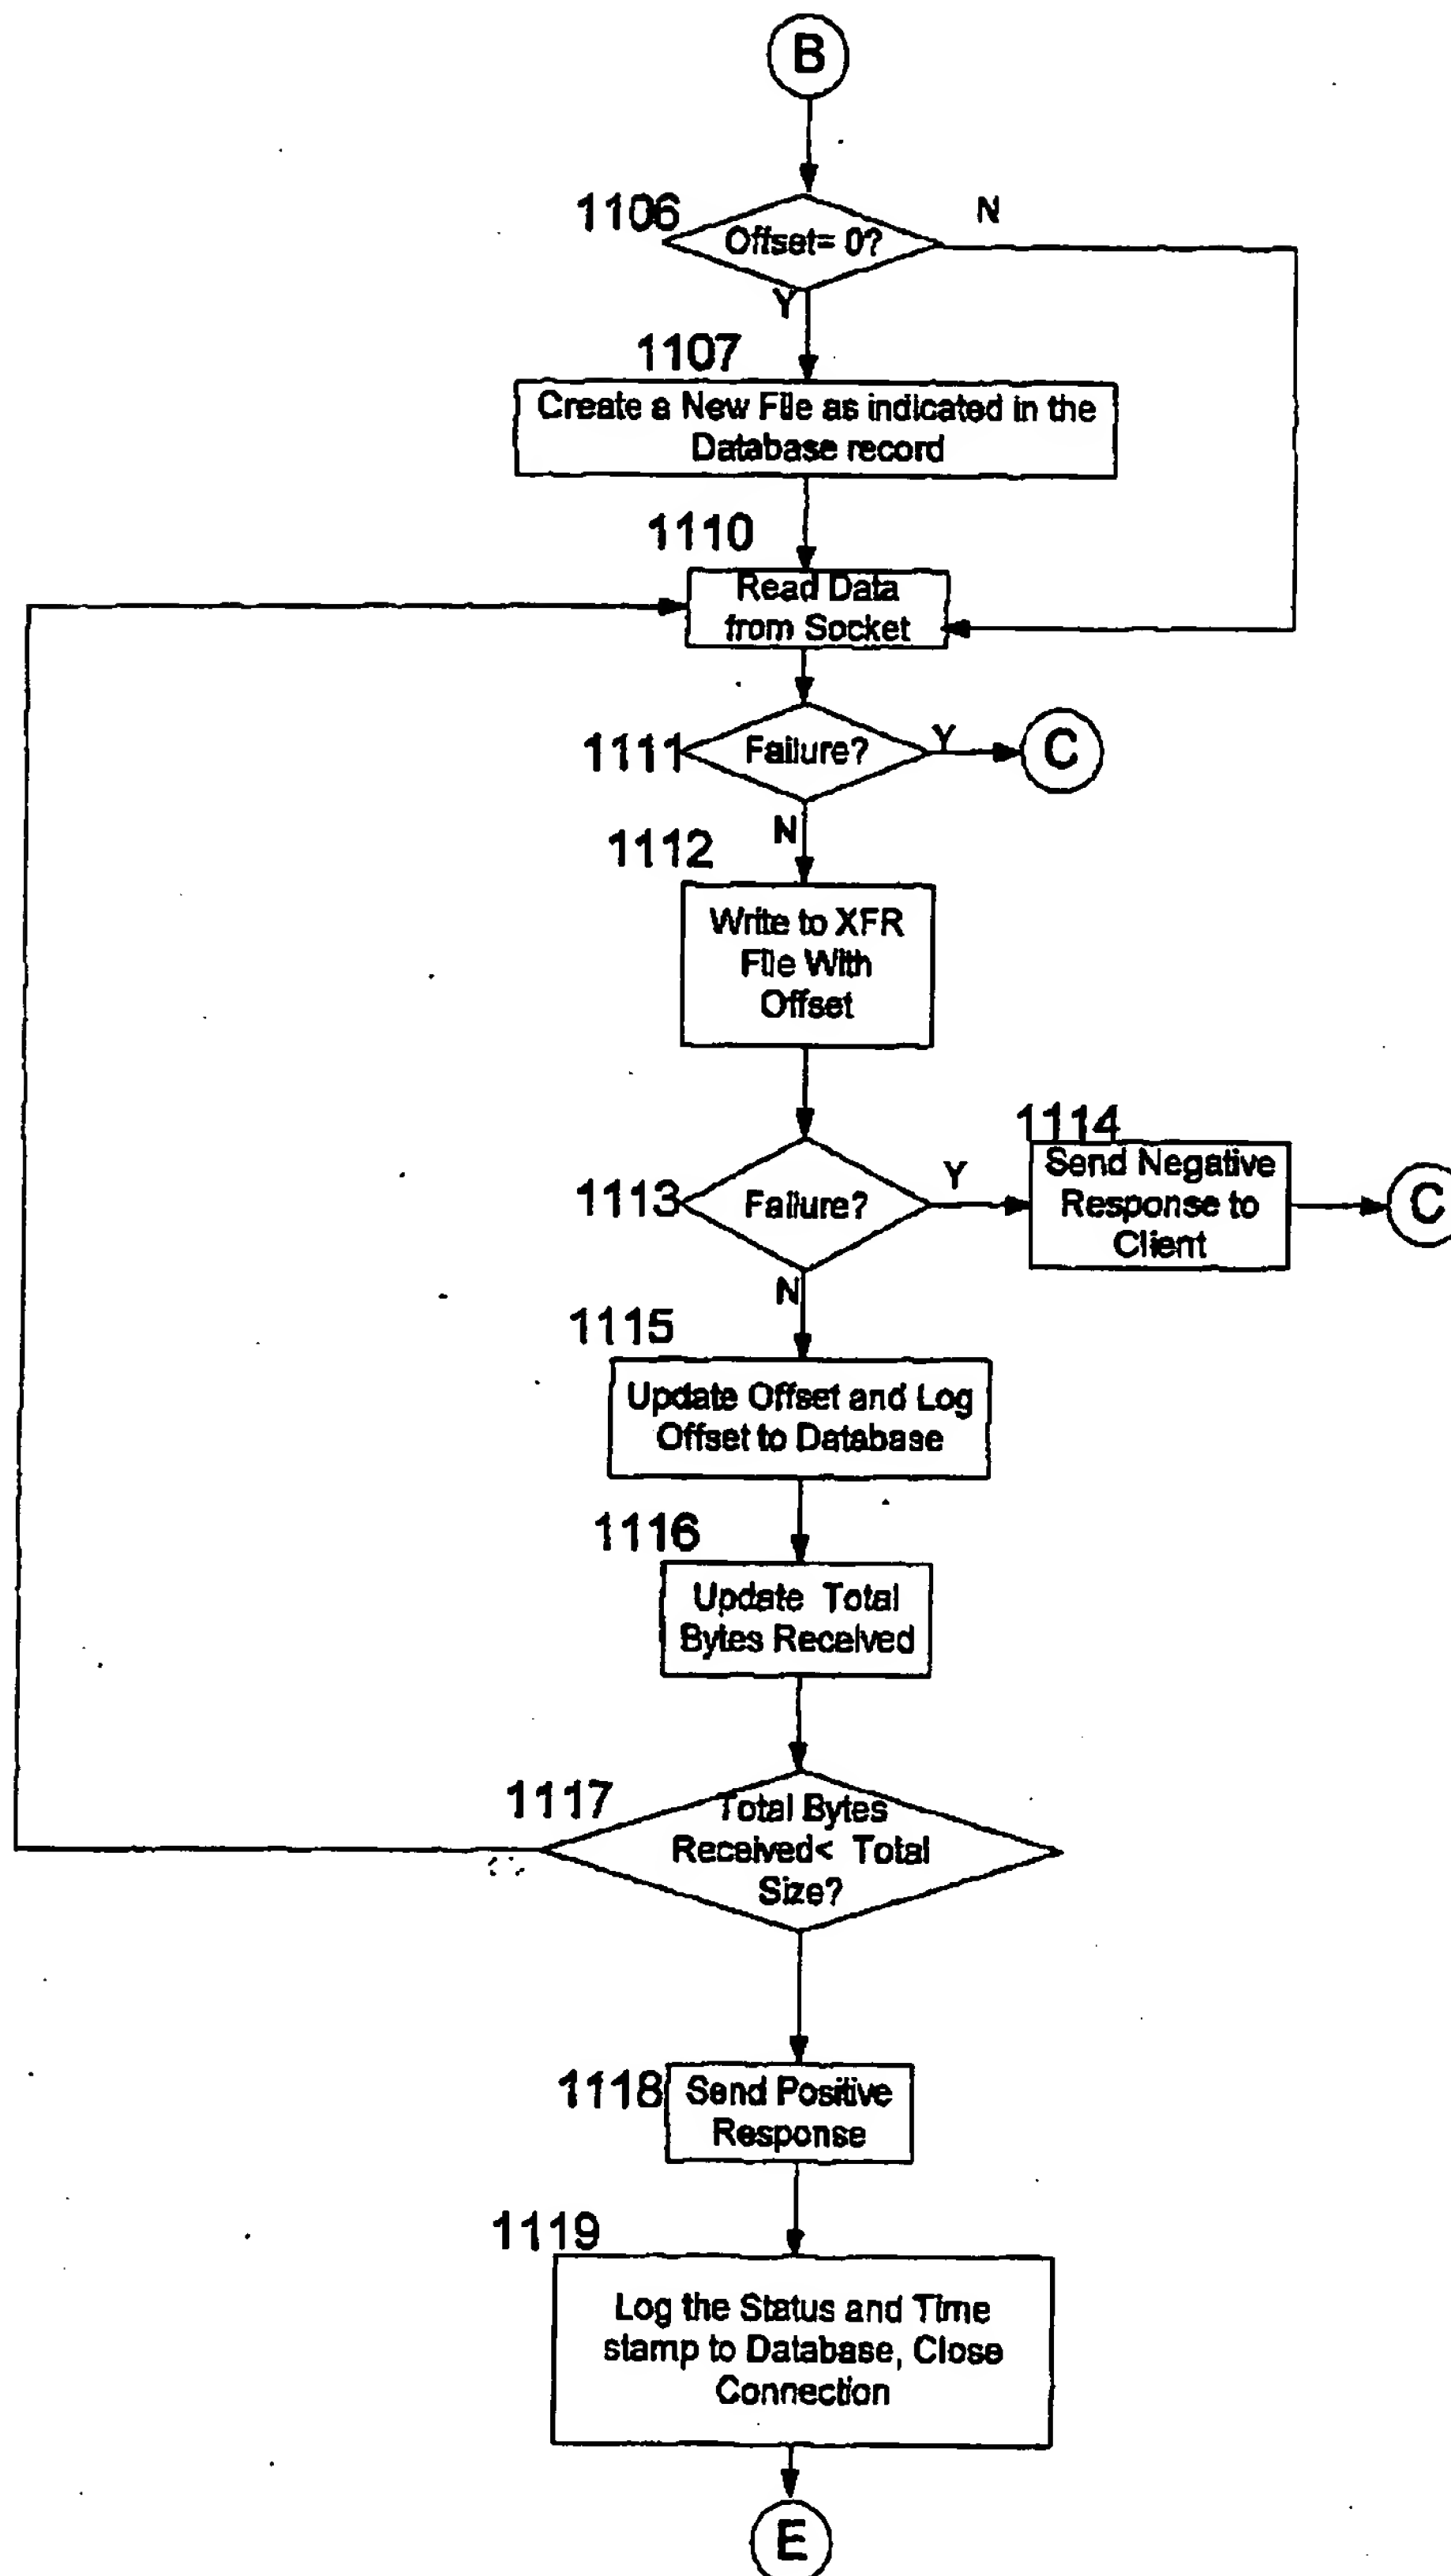 B
1106
N
Offset= 0?
Y
1107
Create a New File as indicated in the
Database record
1110
Read Data
from Socket
1111
Failure?
Y
C
N
1112
Write to XFR
File With
Offset
1113
Failure?
Y
1114
Send Negative
Response to
Client
C
N
1115
Update Offset and Log
Offset to Database
1116
Update Total
Bytes Received
1117
Total Bytes
Received< Total
Size?
1118
Send Positive
Response
1119
Log the Status and Time
stamp to Database, Close
Connection
E